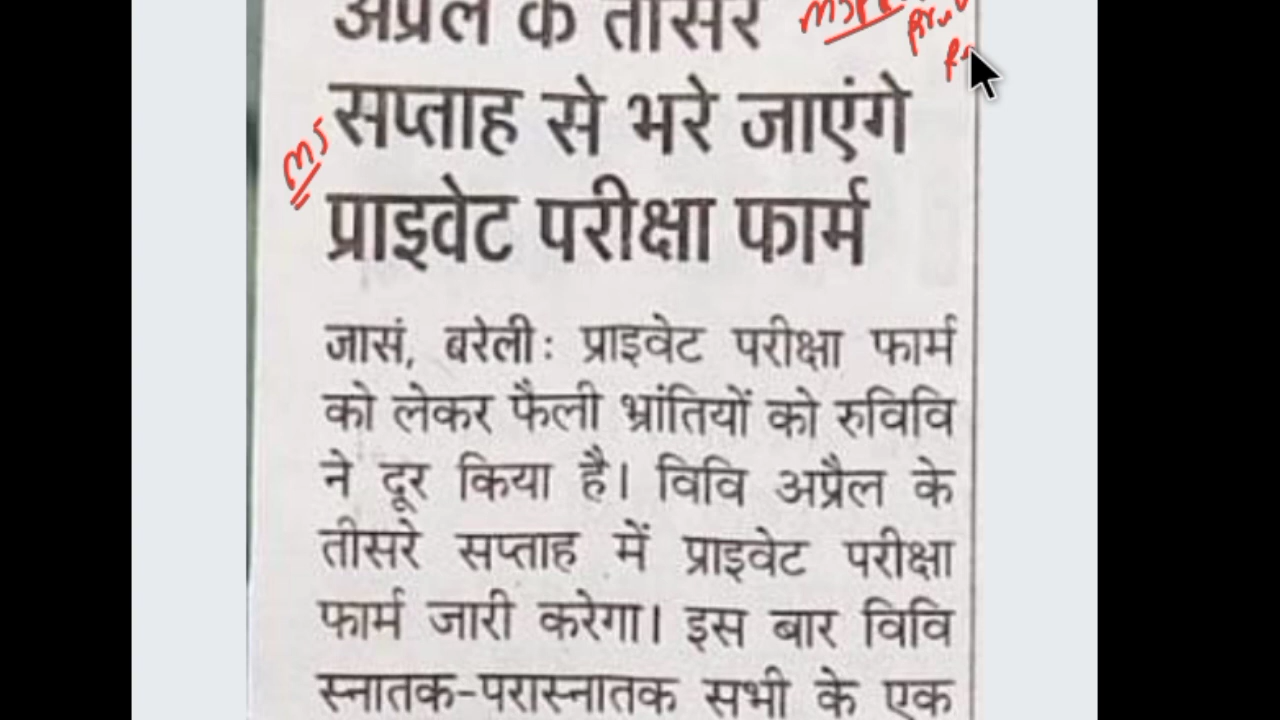 अप्रैल के तीसरे
सप्ताह से भरे जाएंगे
प्राइवेट परीक्षा फार्म
MJ
जासं, बरेली: प्राइवेट परीक्षा फार्म
को लेकर फैली भ्रांतियों को रुविवि
ने दूर किया है। विवि अप्रैल के
तीसरे सप्ताह में प्राइवेट परीक्षा
फार्म जारी करेगा। इस बार विवि
स्नातक-परास्नातक सभी के एक